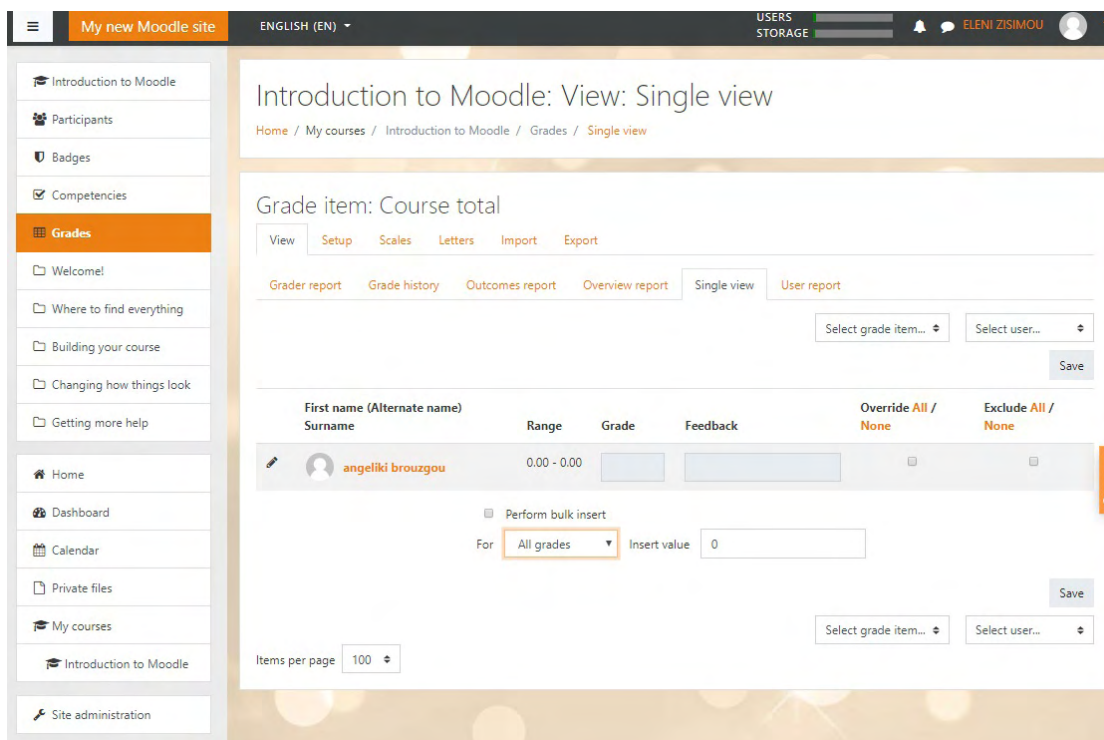 My new Moodle site
ENGLISH (EN)
USERS
STORAGE
ELENI ZISIMOU
Introduction to Moodle
Participants
Badges
Competencies
Grades
Welcome!
Where to find everything
Building your course
Changing how things look
Getting more help
Home
Dashboard
Calendar
Private files
My courses
Introduction to Moodle
Site administration
Introduction to Moodle: View: Single view
Home / My courses / Introduction to Moodle / Grades / Single view
Grade item: Course total
View Setup Scales Letters Import Export
Grader report Grade history Outcomes report Overview report Single view User report
Select grade item... Select user...
Save
First name (Alternate name)
Surname Range Grade Feedback Override All /
None Exclude All /
None
angeliki brouzgou 0.00 - 0.00
Perform bulk insert
For All grades Insert value 0
Save
Select grade item... Select user...
Items per page 100